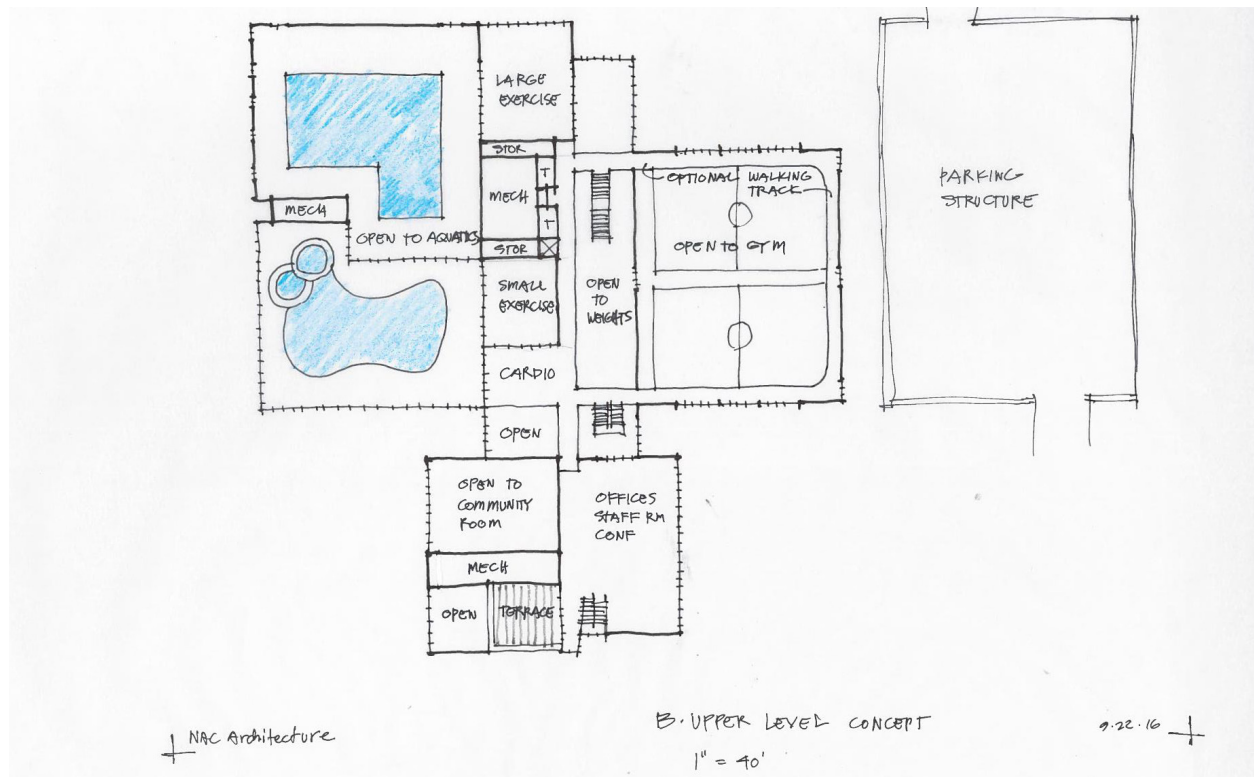 LARGE
EXERCISE
STOR
MECH
T
T
STOR
MECH
OPEN TO AQUATICS
SMALL
EXERCISE
OPEN
TO
WEIGHTS
OPTIONAL WALKING
TRACK
OPEN TO GYM
PARKING
STRUCTURE
CARDIO
OPEN
OPEN TO
COMMUNITY
ROOM
OFFICES
STAFF RM
CONF
MECH
OPEN
TERRACE
NAC Architecture
B. UPPER LEVEL CONCEPT
1" = 40'
9.22.16